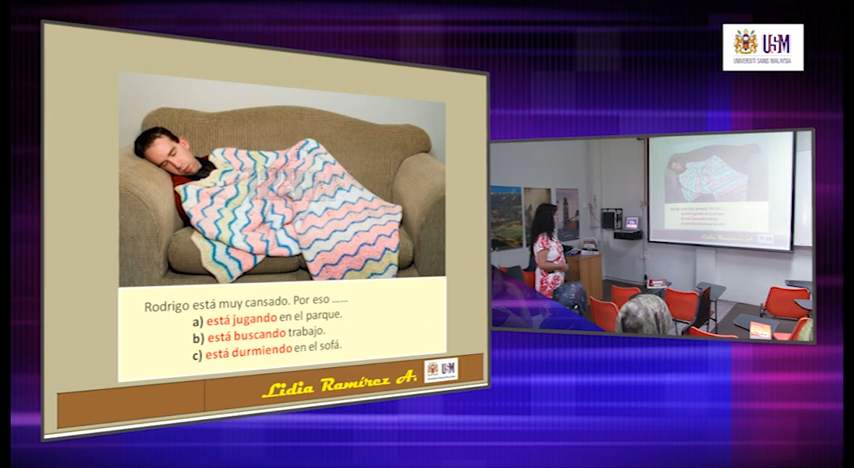 USM
UNIVERSITI SAINS MALAYSIA
Rodrigo está muy cansado. Por eso ......
a) está jugando en el parque.
b) está buscando trabajo.
c) está durmiendo en el sofá.
Lidia Ramírez A.
USM